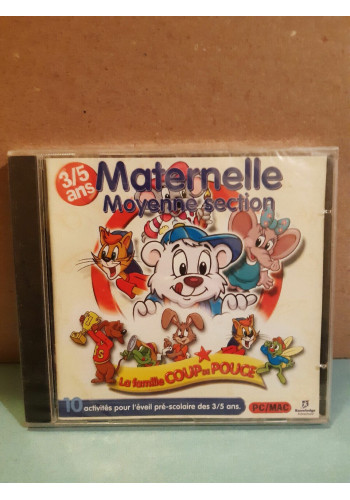 3/5
ans
Maternelle
Moyenne section
La famille COUP DE POUCE
10 activités pour l'éveil pré-scolaire des 3/5 ans.
PC/MAC
Knowledge